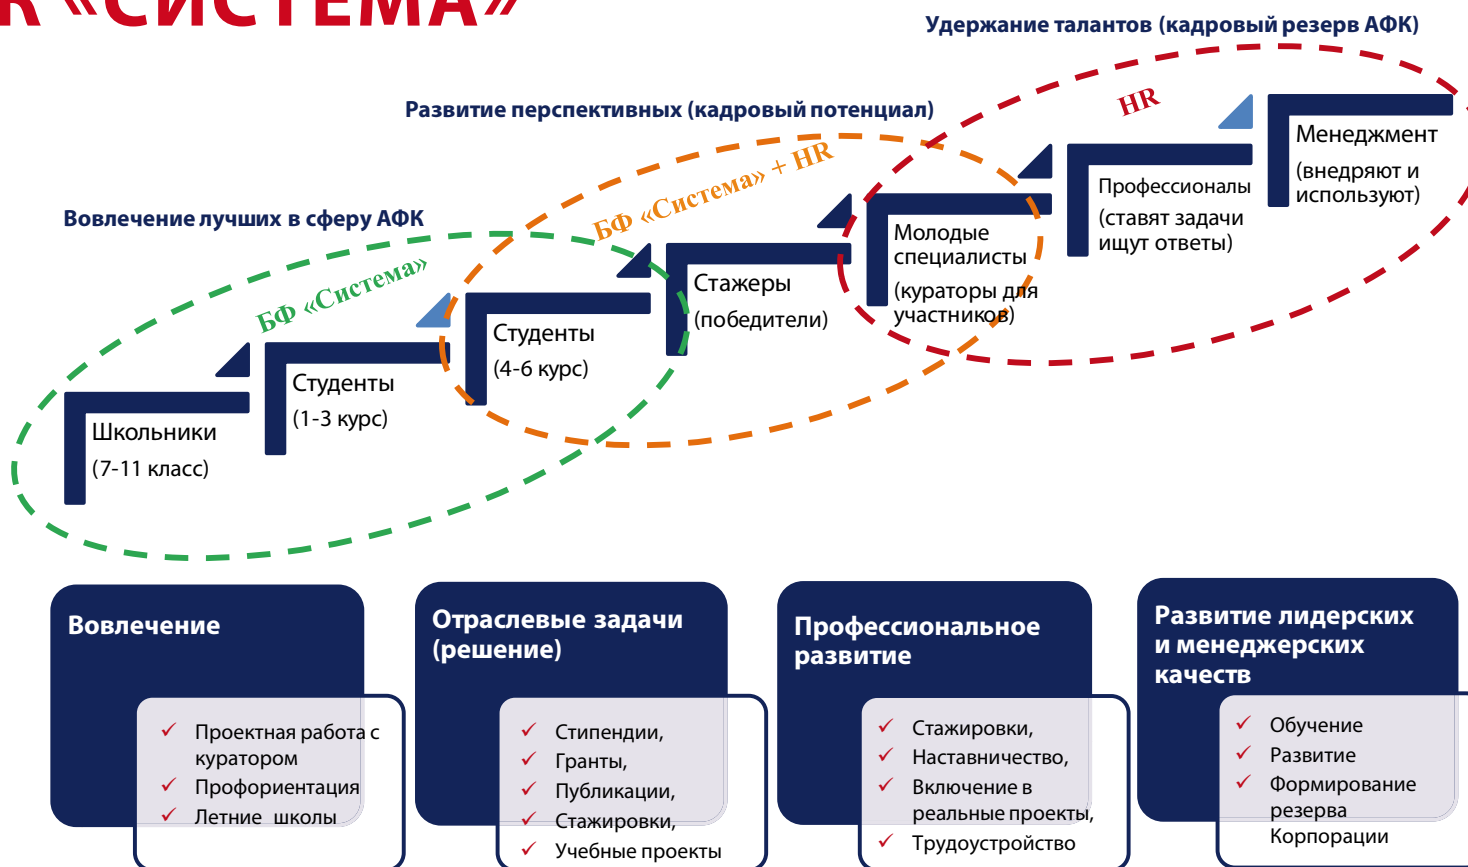 R «СИСТЕМА»
Удержание талантов (кадровый резерв АФК)
Развитие перспективных (кадровый потенциал)
Вовлечение лучших в сферу АФК
HR
БФ «Система» + HR
БФ «Система»
Менеджмент
(внедряют и
используют)
Профессионалы
(ставят задачи
ищут ответы)
Молодые
специалисты
(кураторы для
участников)
Стажеры
(победители)
Студенты
(4-6 курс)
Студенты
(1-3 курс)
Школьники
(7-11 класс)
Вовлечение
✓ Проектная работа с
куратором
✓ Профориентация
✓ Летние школы
Отраслевые задачи
(решение)
✓ Стипендии,
✓ Гранты,
✓ Публикации,
✓ Стажировки,
✓ Учебные проекты
Профессиональное
развитие
✓ Стажировки,
✓ Наставничество,
✓ Включение в
реальные проекты,
✓ Трудоустройство
Развитие лидерских
и менеджерских
качеств
✓ Обучение
✓ Развитие
✓ Формирование
резерва
Корпорации